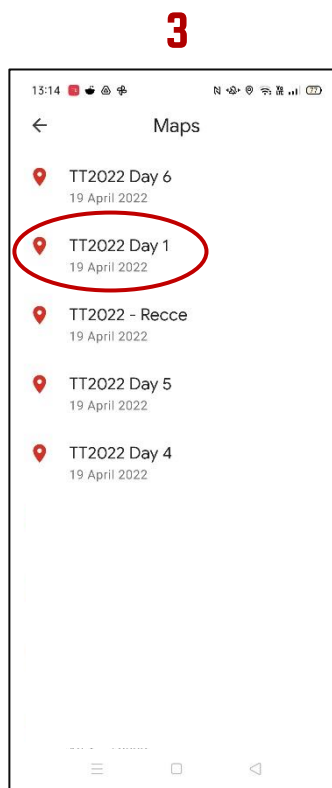 3
13:14
77
Maps
TT2022 Day 6
19 April 2022
TT2022 Day 1
19 April 2022
TT2022 - Recce
19 April 2022
TT2022 Day 5
19 April 2022
TT2022 Day 4
19 April 2022